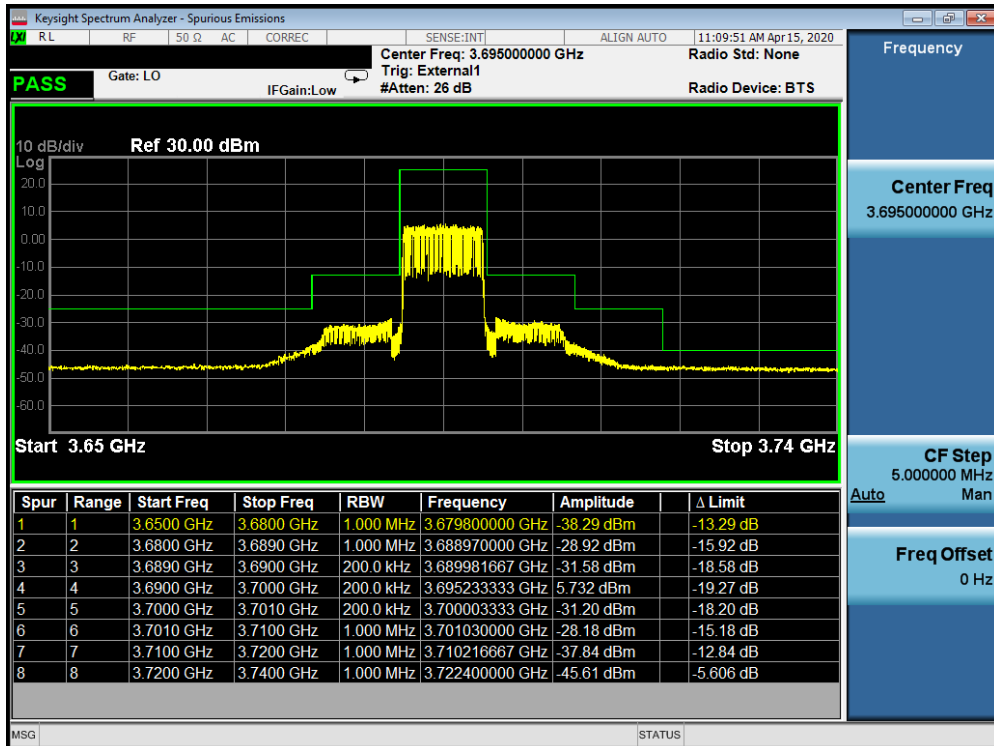 Keysight Spectrum Analyzer - Spurious Emissions
LXI RL RF 50 Ω AC CORREC SENSE:INT ALIGN AUTO 11:09:51 AM Apr 15, 2020
Center Freq: 3.695000000 GHz Radio Std: None
PASS Gate: LO Trig: External1
IFGain:Low #Atten: 26 dB Radio Device: BTS
10 dB/div Ref 30.00 dBm
Log
20.0
10.0
0.00
-10.0
-20.0
-30.0
-40.0
-50.0
-60.0
Start 3.65 GHz Stop 3.74 GHz
Spur Range Start Freq Stop Freq RBW Frequency Amplitude Δ Limit
1 1 3.6500 GHz 3.6800 GHz 1.000 MHz 3.679800000 GHz -38.29 dBm -13.29 dB
2 2 3.6800 GHz 3.6890 GHz 1.000 MHz 3.688970000 GHz -28.92 dBm -15.92 dB
3 3 3.6890 GHz 3.6900 GHz 200.0 kHz 3.689981667 GHz -31.58 dBm -18.58 dB
4 4 3.6900 GHz 3.7000 GHz 200.0 kHz 3.695233333 GHz 5.732 dBm -19.27 dB
5 5 3.7000 GHz 3.7010 GHz 200.0 kHz 3.700003333 GHz -31.20 dBm -18.20 dB
6 6 3.7010 GHz 3.7100 GHz 1.000 MHz 3.701030000 GHz -28.18 dBm -15.18 dB
7 7 3.7100 GHz 3.7200 GHz 1.000 MHz 3.710216667 GHz -37.84 dBm -12.84 dB
8 8 3.7200 GHz 3.7400 GHz 1.000 MHz 3.722400000 GHz -45.61 dBm -5.606 dB
MSG STATUS
Frequency
Center Freq
3.695000000 GHz
CF Step
5.000000 MHz
Auto Man
Freq Offset
0 Hz